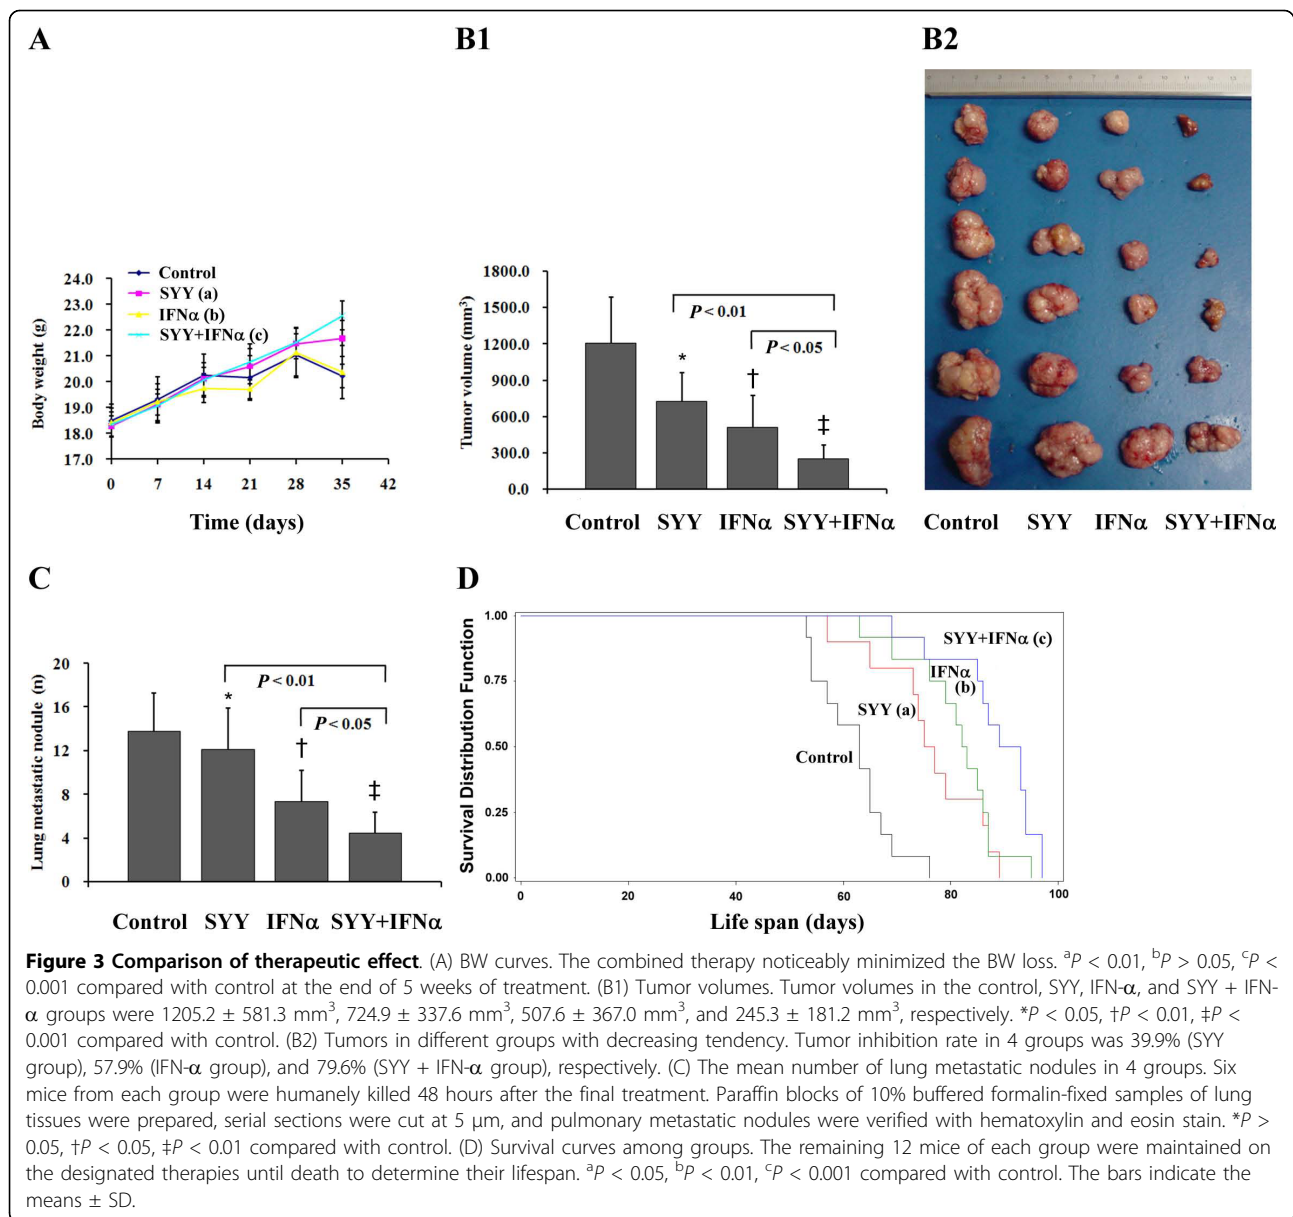 A
B1
B2
Control
SYY (a)
IFNα (b)
SYY+IFNα (c)
24.0
23.0
22.0
21.0
20.0
19.0
18.0
17.0
Body weight (g)
0 7 14 21 28 35 42
Time (days)
1800.0
1500.0
1200.0
900.0
600.0
300.0
0.0
Tumor volume (mm³)
P < 0.01
P < 0.05
*
†
‡
Control SYY IFNα SYY+IFNα
Control SYY IFNα SYY+IFNα
C
D
20
16
12
8
4
0
Lung metastatic nodule (n)
P < 0.01
P < 0.05
*
†
‡
Control SYY IFNα SYY+IFNα
1.00
0.75
0.50
0.25
0.00
Survival Distribution Function
SYY+IFNα (c)
IFNα
(b)
SYY (a)
Control
0 20 40 60 80 100
Life span (days)
Figure 3 Comparison of therapeutic effect. (A) BW curves. The combined therapy noticeably minimized the BW loss. ᵃP < 0.01, ᵇP > 0.05, ᶜP <
0.001 compared with control at the end of 5 weeks of treatment. (B1) Tumor volumes. Tumor volumes in the control, SYY, IFN-α, and SYY + IFN-
α groups were 1205.2 ± 581.3 mm³, 724.9 ± 337.6 mm³, 507.6 ± 367.0 mm³, and 245.3 ± 181.2 mm³, respectively. *P < 0.05, †P < 0.01, ‡P <
0.001 compared with control. (B2) Tumors in different groups with decreasing tendency. Tumor inhibition rate in 4 groups was 39.9% (SYY
group), 57.9% (IFN-α group), and 79.6% (SYY + IFN-α group), respectively. (C) The mean number of lung metastatic nodules in 4 groups. Six
mice from each group were humanely killed 48 hours after the final treatment. Paraffin blocks of 10% buffered formalin-fixed samples of lung
tissues were prepared, serial sections were cut at 5 μm, and pulmonary metastatic nodules were verified with hematoxylin and eosin stain. *P >
0.05, †P < 0.05, ‡P < 0.01 compared with control. (D) Survival curves among groups. The remaining 12 mice of each group were maintained on
the designated therapies until death to determine their lifespan. ᵃP < 0.05, ᵇP < 0.01, ᶜP < 0.001 compared with control. The bars indicate the
means ± SD.